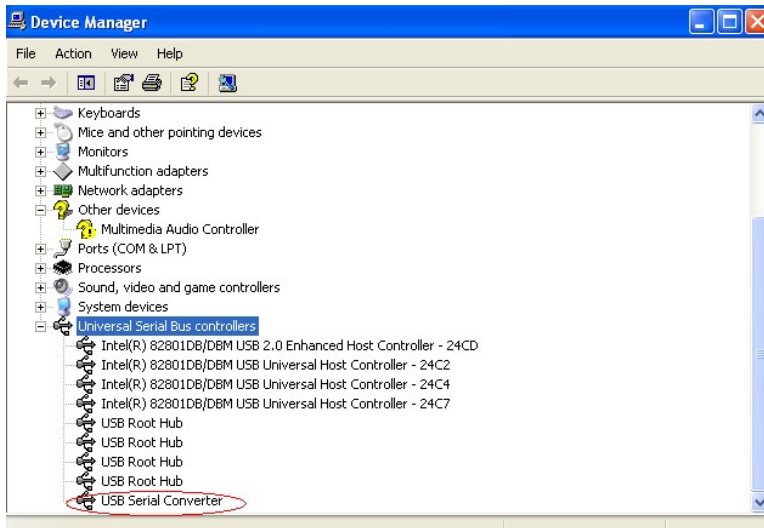 Device Manager
File Action View Help
Keyboards
Mice and other pointing devices
Monitors
Multifunction adapters
Network adapters
Other devices
Multimedia Audio Controller
Ports (COM & LPT)
Processors
Sound, video and game controllers
System devices
Universal Serial Bus controllers
Intel(R) 82801DB/DBM USB 2.0 Enhanced Host Controller - 24CD
Intel(R) 82801DB/DBM USB Universal Host Controller - 24C2
Intel(R) 82801DB/DBM USB Universal Host Controller - 24C4
Intel(R) 82801DB/DBM USB Universal Host Controller - 24C7
USB Root Hub
USB Root Hub
USB Root Hub
USB Root Hub
USB Serial Converter